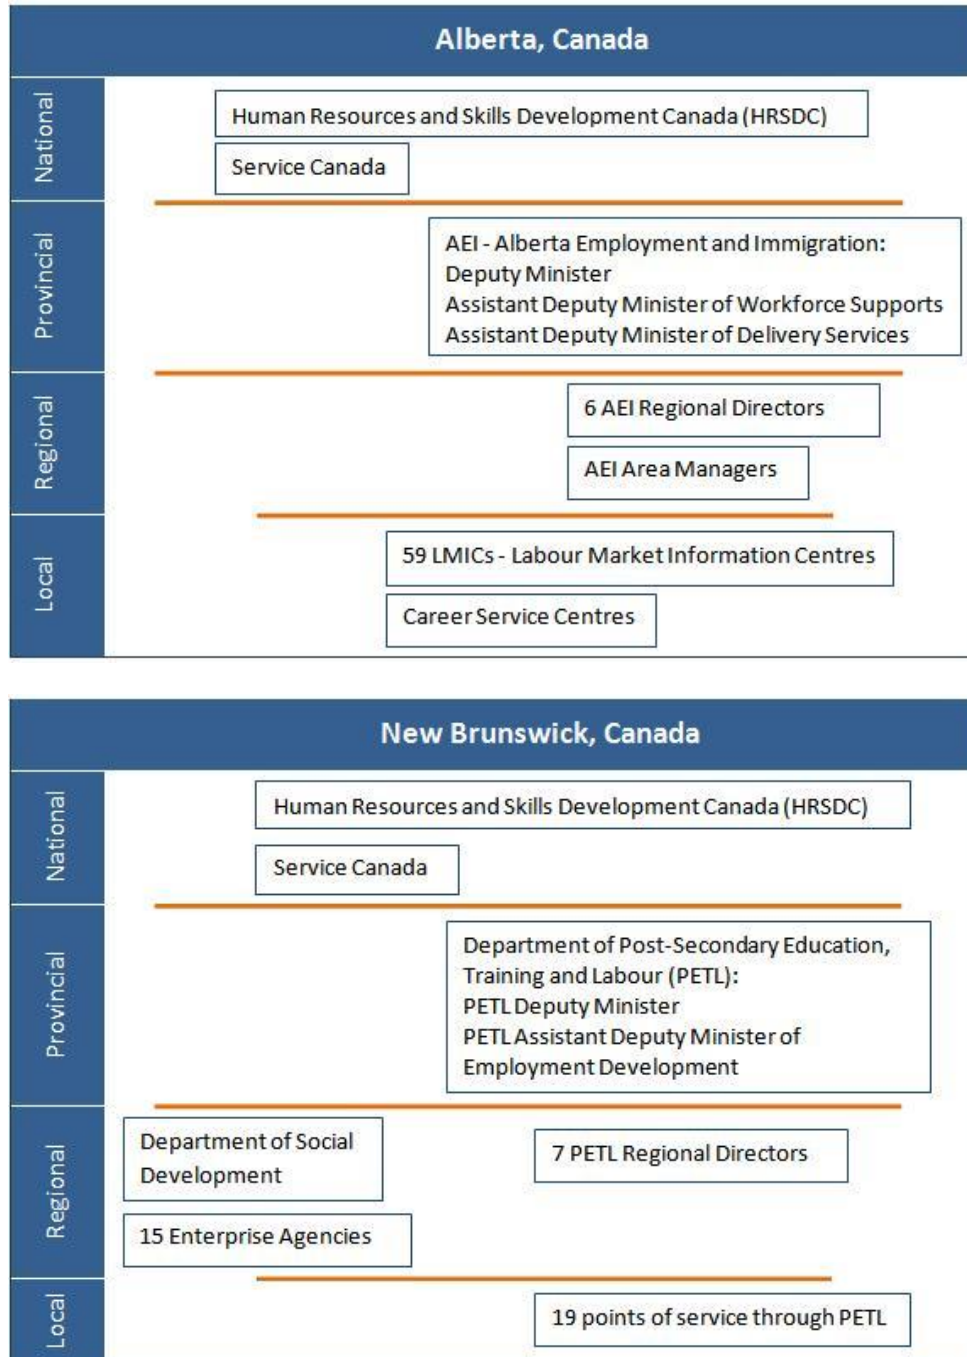 Alberta, Canada
National
Human Resources and Skills Development Canada (HRSDC)
Service Canada
Provincial
AEI - Alberta Employment and Immigration:
Deputy Minister
Assistant Deputy Minister of Workforce Supports
Assistant Deputy Minister of Delivery Services
Regional
6 AEI Regional Directors
AEI Area Managers
Local
59 LMICs - Labour Market Information Centres
Career Service Centres
New Brunswick, Canada
National
Human Resources and Skills Development Canada (HRSDC)
Service Canada
Provincial
Department of Post-Secondary Education,
Training and Labour (PETL):
PETL Deputy Minister
PETL Assistant Deputy Minister of
Employment Development
Regional
Department of Social
Development
7 PETL Regional Directors
15 Enterprise Agencies
Local
19 points of service through PETL